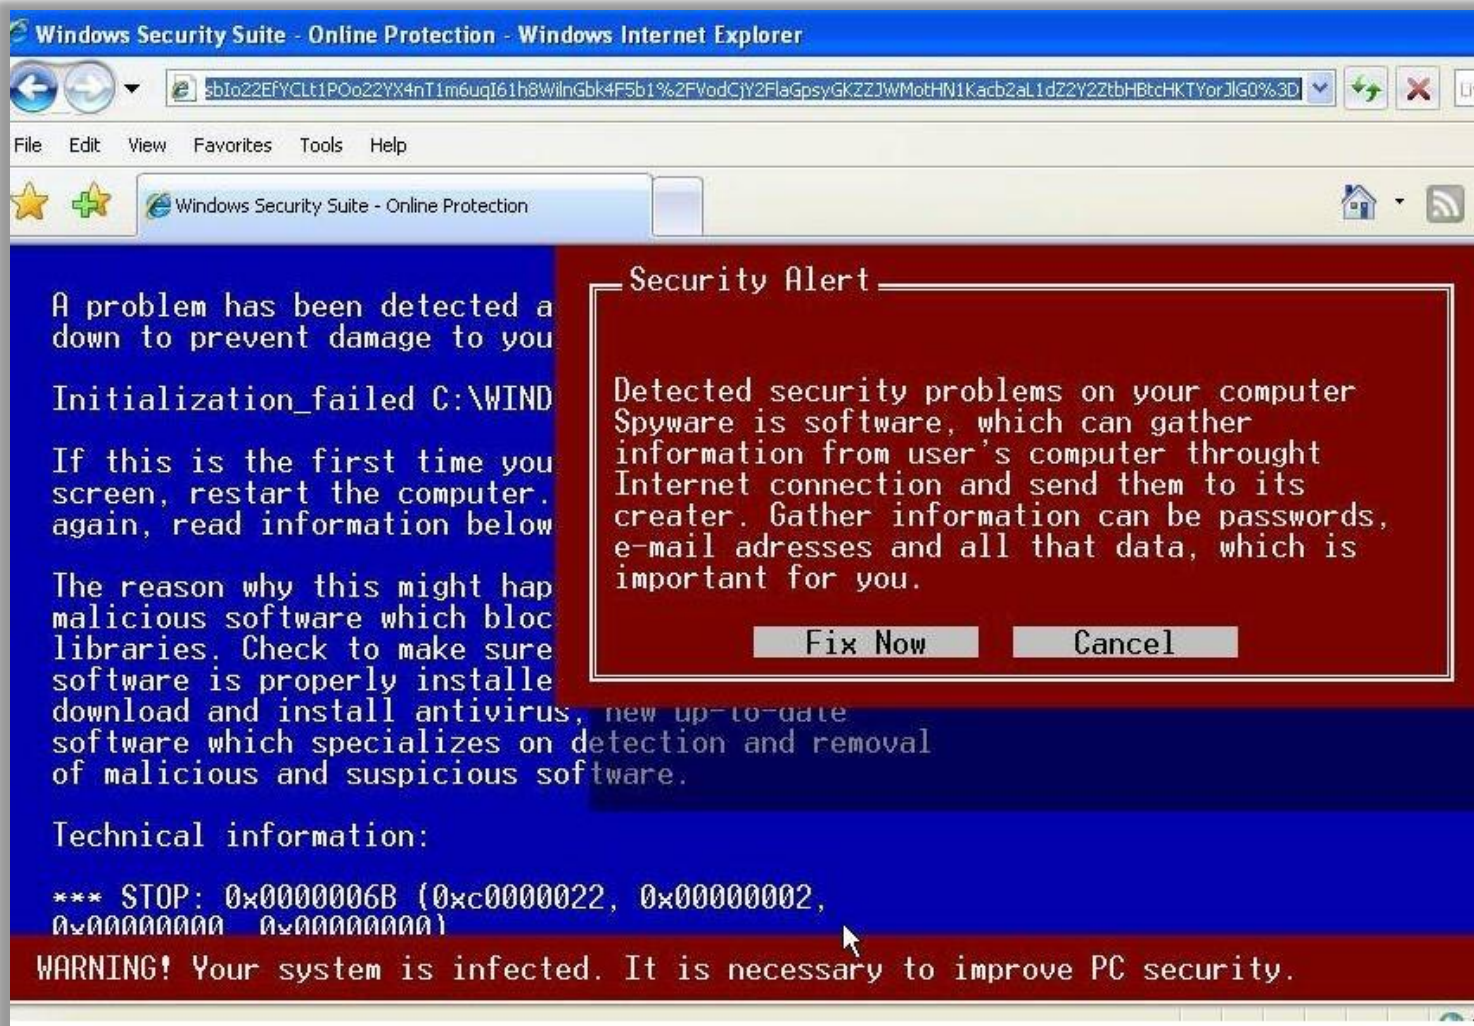 Windows Security Suite - Online Protection - Windows Internet Explorer
File Edit View Favorites Tools Help
Windows Security Suite - Online Protection
A problem has been detected a
down to prevent damage to you
Initialization_failed C:\WIND
If this is the first time you
screen, restart the computer.
again, read information below
The reason why this might hap
malicious software which bloc
libraries. Check to make sure
software is properly installe
download and install antivirus, new up-to-date
software which specializes on detection and removal
of malicious and suspicious software.
Technical information:
*** STOP: 0x0000006B (0xc0000022, 0x00000002,
0x00000000 0x00000000)
Security Alert
Detected security problems on your computer
Spyware is software, which can gather
information from user's computer throught
Internet connection and send them to its
creater. Gather information can be passwords,
e-mail adresses and all that data, which is
important for you.
Fix Now Cancel
WARNING! Your system is infected. It is necessary to improve PC security.